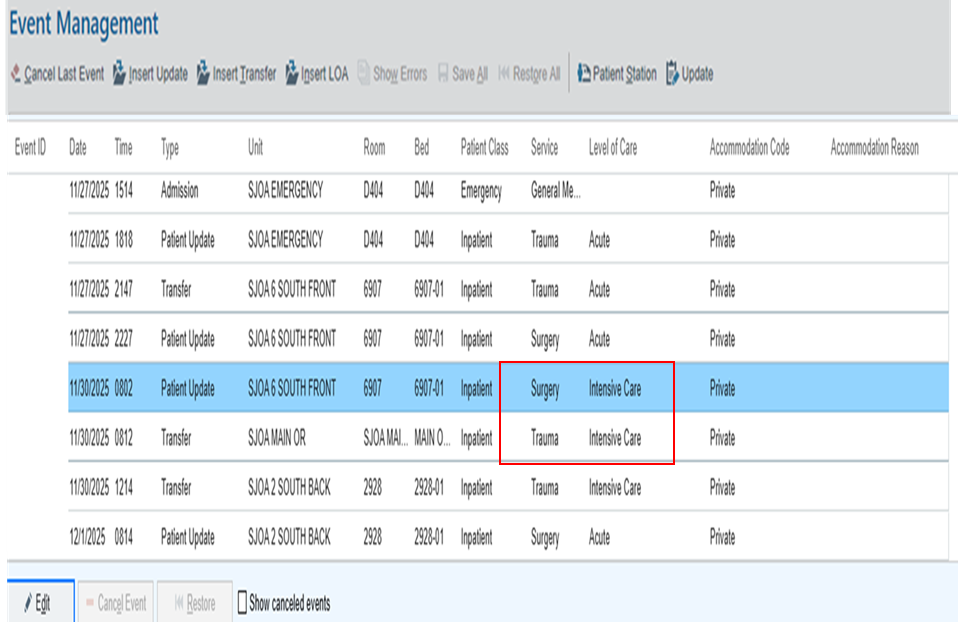 Event Management
Cancel Last Event Insert Update Insert Transfer Insert LOA Show Errors Save All Restore All Patient Station Update
Event ID Date Time Type Unit Room Bed Patient Class Service Level of Care Accommodation Code Accommodation Reason
11/27/2025 1514 Admission SJOA EMERGENCY D404 D404 Emergency General Me... Private
11/27/2025 1818 Patient Update SJOA EMERGENCY D404 D404 Inpatient Trauma Acute Private
11/27/2025 2147 Transfer SJOA 6 SOUTH FRONT 6907 6907-01 Inpatient Trauma Acute Private
11/27/2025 2227 Patient Update SJOA 6 SOUTH FRONT 6907 6907-01 Inpatient Surgery Acute Private
11/30/2025 0802 Patient Update SJOA 6 SOUTH FRONT 6907 6907-01 Inpatient Surgery Intensive Care Private
11/30/2025 0812 Transfer SJOA MAIN OR SJOA MAI... MAIN O... Inpatient Trauma Intensive Care Private
11/30/2025 1214 Transfer SJOA 2 SOUTH BACK 2928 2928-01 Inpatient Trauma Intensive Care Private
12/1/2025 0814 Patient Update SJOA 2 SOUTH BACK 2928 2928-01 Inpatient Surgery Acute Private
Edit Cancel Event Restore Show canceled events